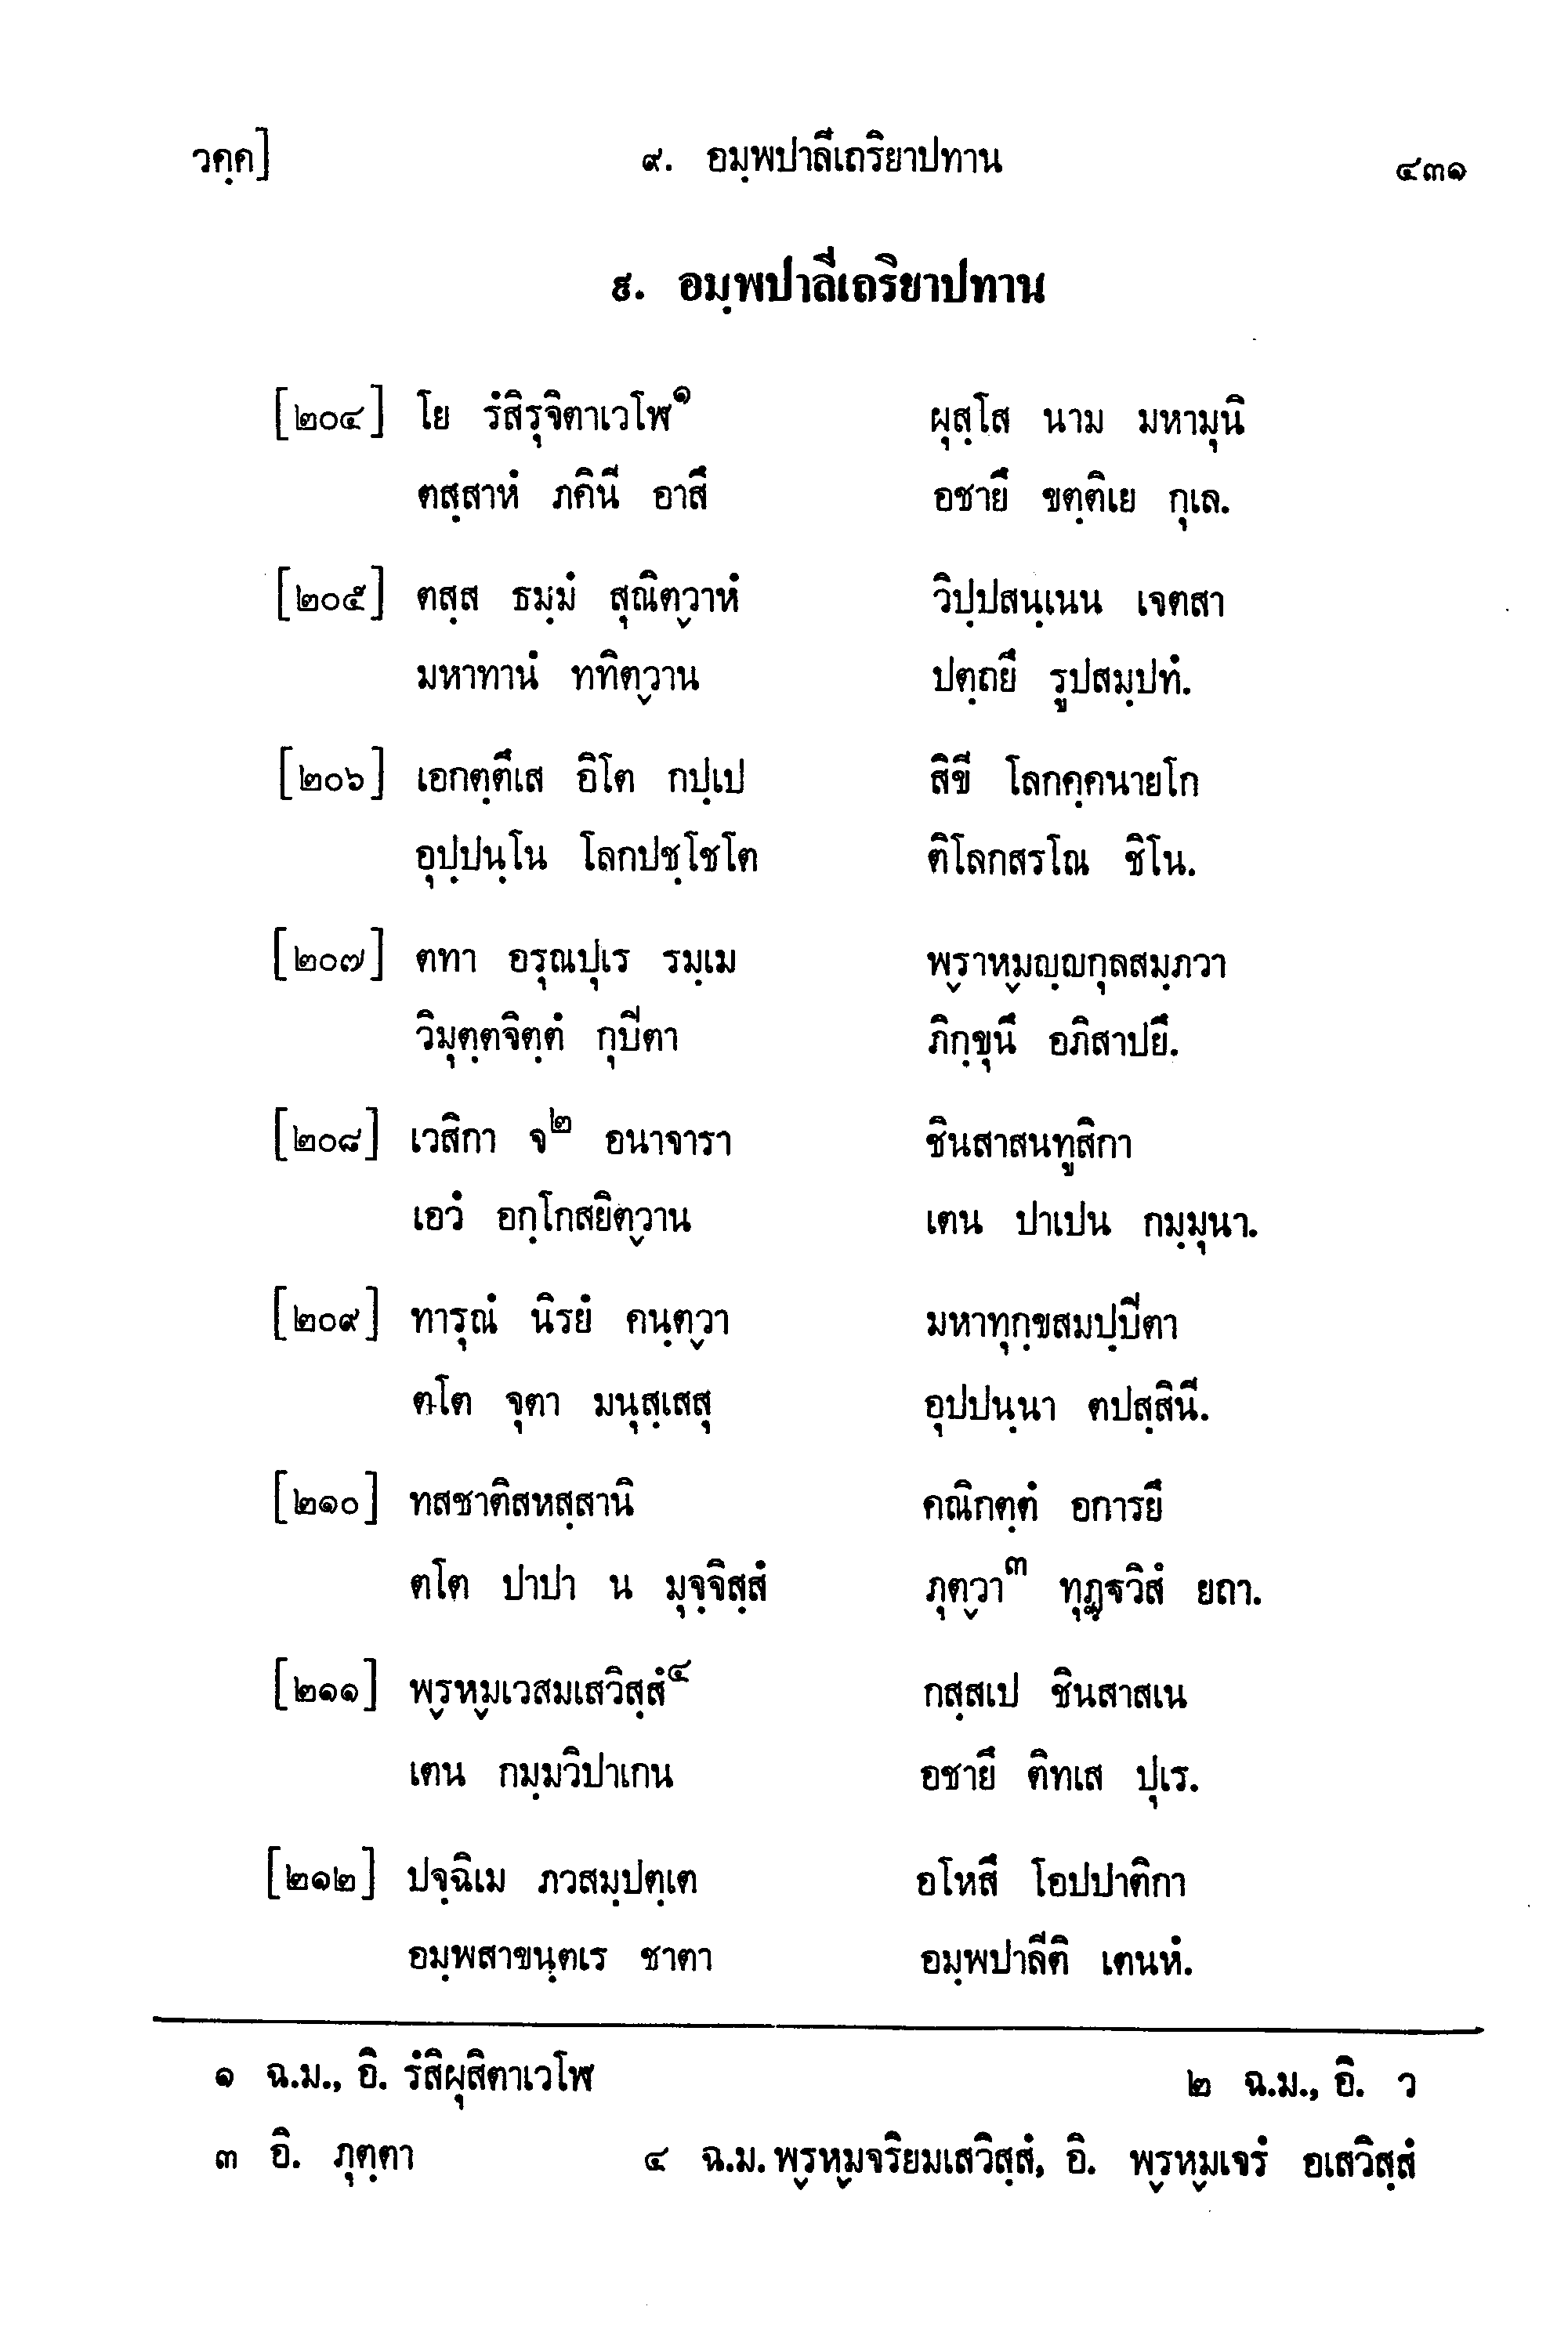 วคฺค] ๙. อมฺพปาลีเถริยาปทาน ๔๓๑
๙. อมฺพปาลีเถริยาปทาน
[๒๐๔] โย รํสิรุจิตาเวโฬ๑ ผุสฺโส นาม มหามุนิ
ตสฺสาหํ ภคินี อาสึ อชายึ ขตฺติเย กุเล.
[๒๐๕] ตสฺส ธมฺมํ สุณิตฺวาหํ วิปฺปสนฺเนน เจตสา
มหาทานํ ททิตฺวาน ปตฺถยึ รูปสมฺปทํ.
[๒๐๖] เอกตฺตึเส อิโต กปฺเป สิขี โลกคฺคนายโก
อุปฺปนฺโน โลกปชฺโชโต ติโลกสรโณ ชิโน.
[๒๐๗] ตทา อรุณปุเร รมฺเม พฺราหฺมญฺญกุลสมฺภวา
วิมุตฺตจิตฺตํ กุปีตา ภิกฺขุนึ อภิสาปยึ.
[๒๐๘] เวสิกา จ๒ อนาจารา ชินสาสนทูสิกา
เอวํ อกฺโกสยิตฺวาน เตน ปาเปน กมฺมุนา.
[๒๐๙] ทารุณํ นิรยํ คนฺตฺวา มหาทุกฺขสมปฺปีตา
ตโต จุตา มนุสฺเสสุ อุปปนฺนา ตปสฺสินี.
[๒๑๐] ทสชาติสหสฺสานิ คณิกตฺตํ อการยึ
ตโต ปาปา น มุจฺจิสฺสํ ภุตฺวา๓ ทุฏฺฐวิสํ ยถา.
[๒๑๑] พฺรหฺมเวสมเสวิสฺสํ๔ กสฺสเป ชินสาสเน
เตน กมฺมวิปาเกน อชายึ ติทเส ปุเร.
[๒๑๒] ปจฺฉิเม ภวสมฺปตฺเต อโหสึ โอปปาติกา
อมฺพสาขนฺตเร ชาตา อมฺพปาลีติ เตนหํ.
๑ ฉ.ม., อิ. รํสิผุสิตาเวโฬ ๒ ฉ.ม., อิ. ว
๓ อิ. ภุตฺตา ๔ ฉ.ม. พฺรหฺมจริยมเสวิสฺสํ, อิ. พฺรหฺมเจรํ อเสวิสฺสํ